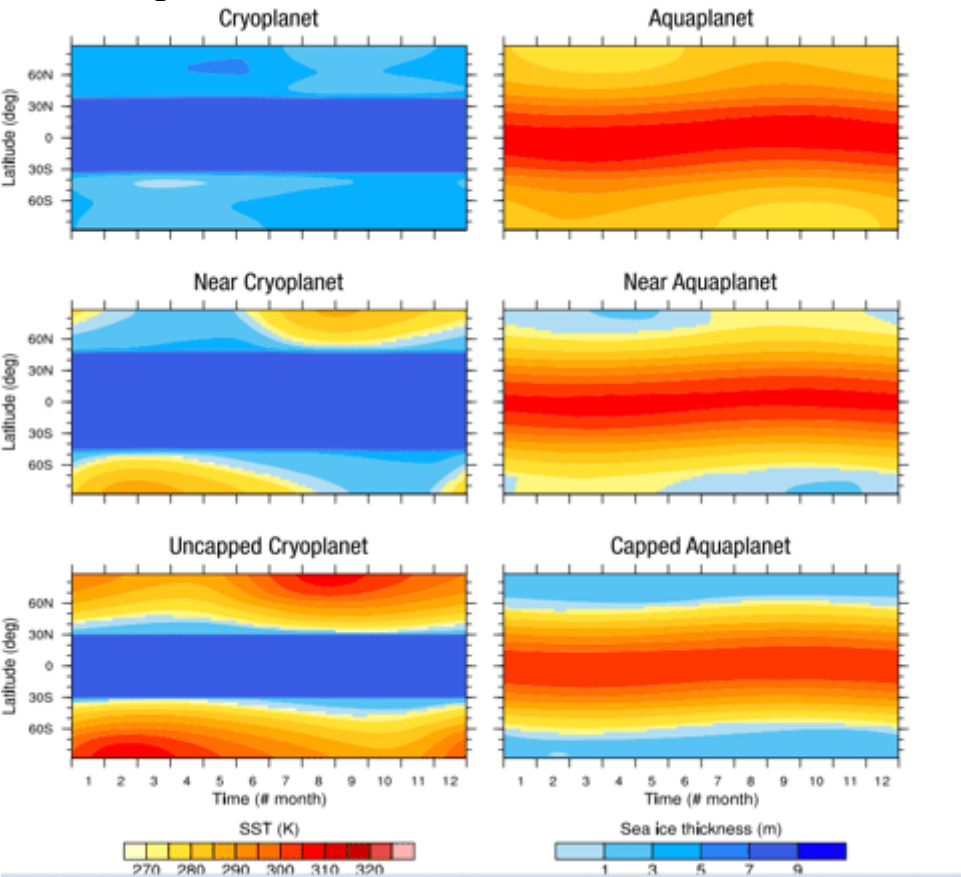 Cryoplanet
Aquaplanet
Latitude (deg)
60N
30N
0
30S
60S
Near Cryoplanet
Near Aquaplanet
Latitude (deg)
60N
30N
0
30S
60S
Uncapped Cryoplanet
Capped Aquaplanet
Latitude (deg)
60N
30N
0
30S
60S
1 2 3 4 5 6 7 8 9 10 11 12
1 2 3 4 5 6 7 8 9 10 11 12
Time (# month)
Time (# month)
SST (K)
Sea ice thickness (m)
270 280 290 300 310 320
1 3 5 7 9